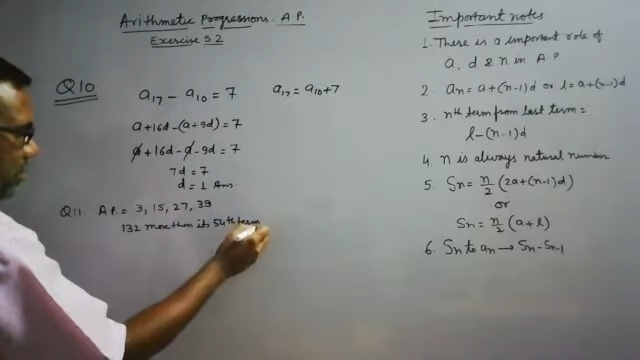 Arithmetic Progressions A.P.
Exercise 5.2
Q10
a17 - a10 = 7
a17 = a10 + 7
a + 16d - (a + 9d) = 7
a + 16d - a - 9d = 7
7d = 7
d = 1 Ans.
Q11. A.P. = 3, 15, 27, 39
132 more than its 54th term
Important notes
1. There is a important role of
a, d & n in A.P
2. an = a + (n-1)d or l = a + (n-1)d
3. nth term from last term =
l - (n-1)d
4. n is always natural number
5. Sn = n/2 (2a + (n-1)d)
or
Sn = n/2 (a + l)
6. Sn to an → Sn - Sn-1